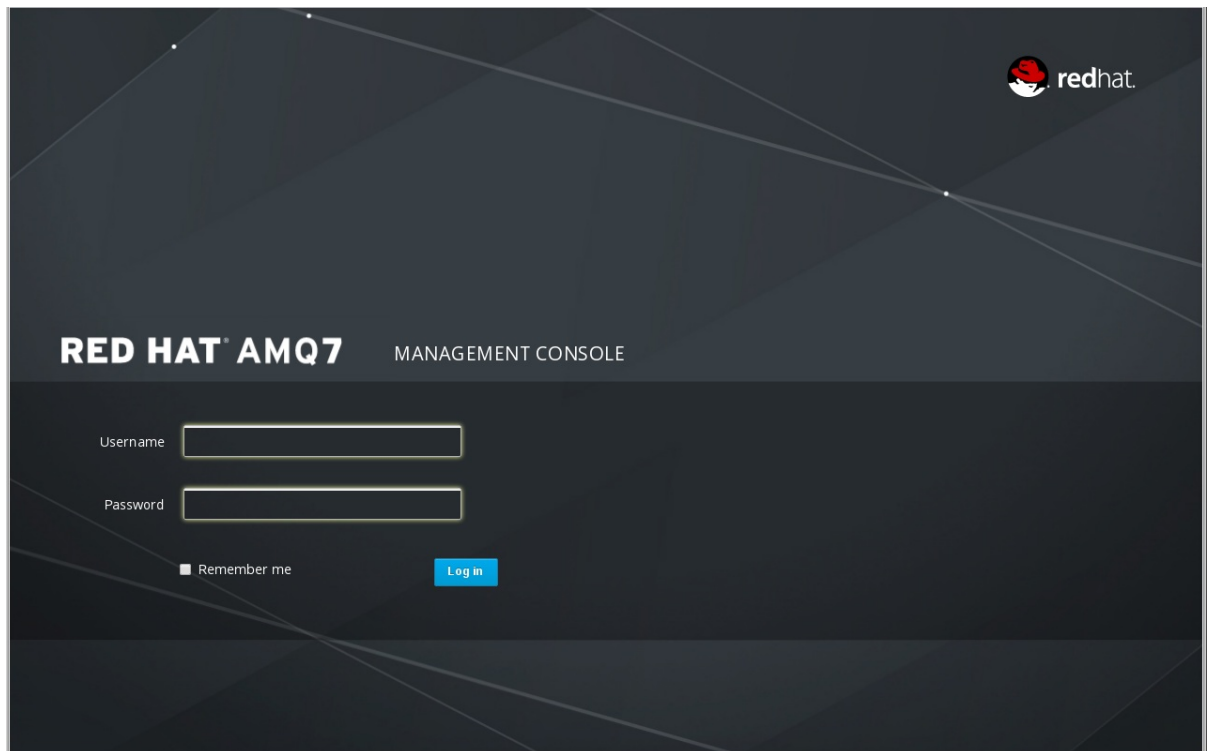 redhat.
RED HAT® AMQ7 MANAGEMENT CONSOLE
Username
Password
Remember me
Log in